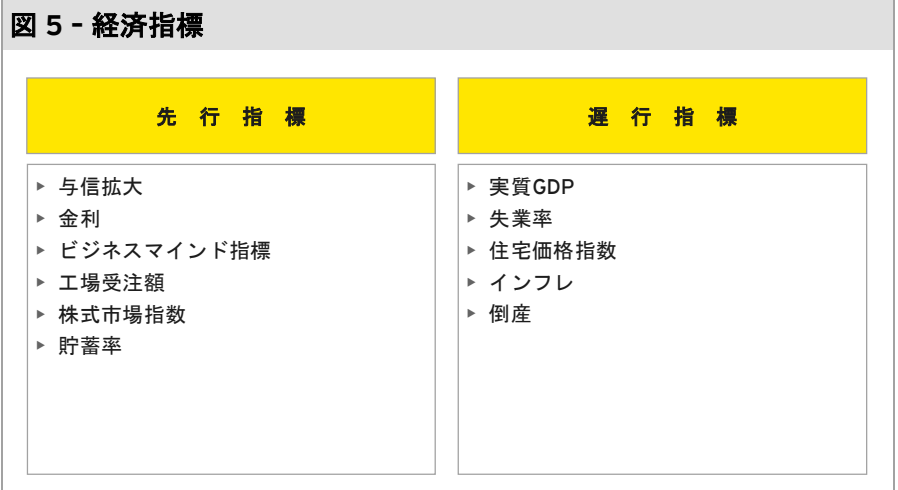 図 5 - 経済指標
先 行 指 標
与信拡大
金利
ビジネスマインド指標
工場受注額
株式市場指数
貯蓄率
遅 行 指 標
実質GDP
失業率
住宅価格指数
インフレ
倒産